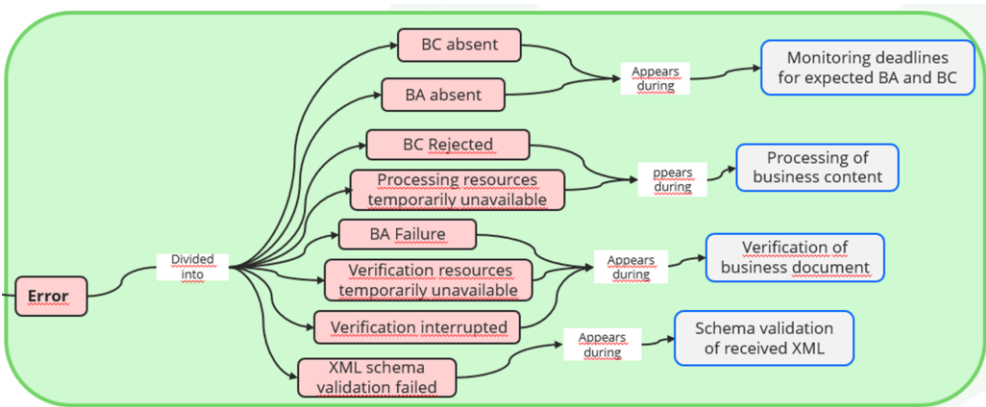 BC absent
Appears
during
Monitoring deadlines
for expected BA and BC
BA absent
BC Rejected
Processing resources
temporarily unavailable
ppears
during
Processing of
business content
BA Failure
Verification resources
temporarily unavailable
Verification interrupted
Appears
during
Verification of
business document
Divided
into
Error
XML schema
validation failed
Appears
during
Schema validation
of received XML